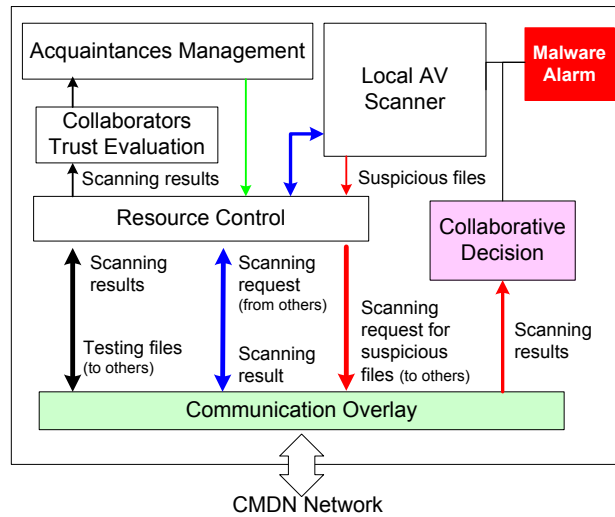 Acquaintances Management
Local AV
Scanner
Malware
Alarm
Collaborators
Trust Evaluation
Scanning results
Suspicious files
Resource Control
Collaborative
Decision
Scanning
results
Testing files
(to others)
Scanning
request
(from others)
Scanning
result
Scanning
request for
suspicious
files (to others)
Scanning
results
Communication Overlay
CMDN Network